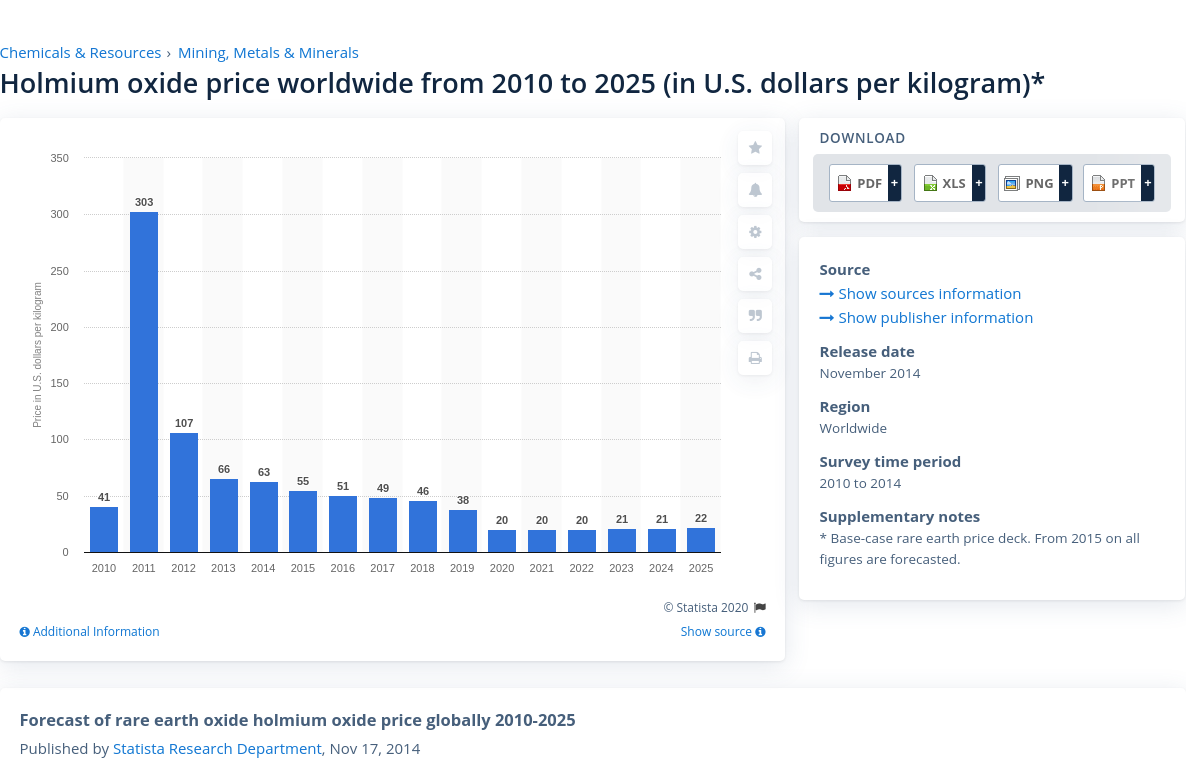 Chemicals & Resources › Mining, Metals & Minerals
Holmium oxide price worldwide from 2010 to 2025 (in U.S. dollars per kilogram)*
Price in U.S. dollars per kilogram
350
300
250
200
150
100
50
0
41
303
107
66
63
55
51
49
46
38
20
20
20
21
21
22
2010 2011 2012 2013 2014 2015 2016 2017 2018 2019 2020 2021 2022 2023 2024 2025
© Statista 2020
Additional Information
Show source
DOWNLOAD
PDF + XLS + PNG + PPT +
Source
Show sources information
Show publisher information
Release date
November 2014
Region
Worldwide
Survey time period
2010 to 2014
Supplementary notes
* Base-case rare earth price deck. From 2015 on all
figures are forecasted.
Forecast of rare earth oxide holmium oxide price globally 2010-2025
Published by Statista Research Department, Nov 17, 2014